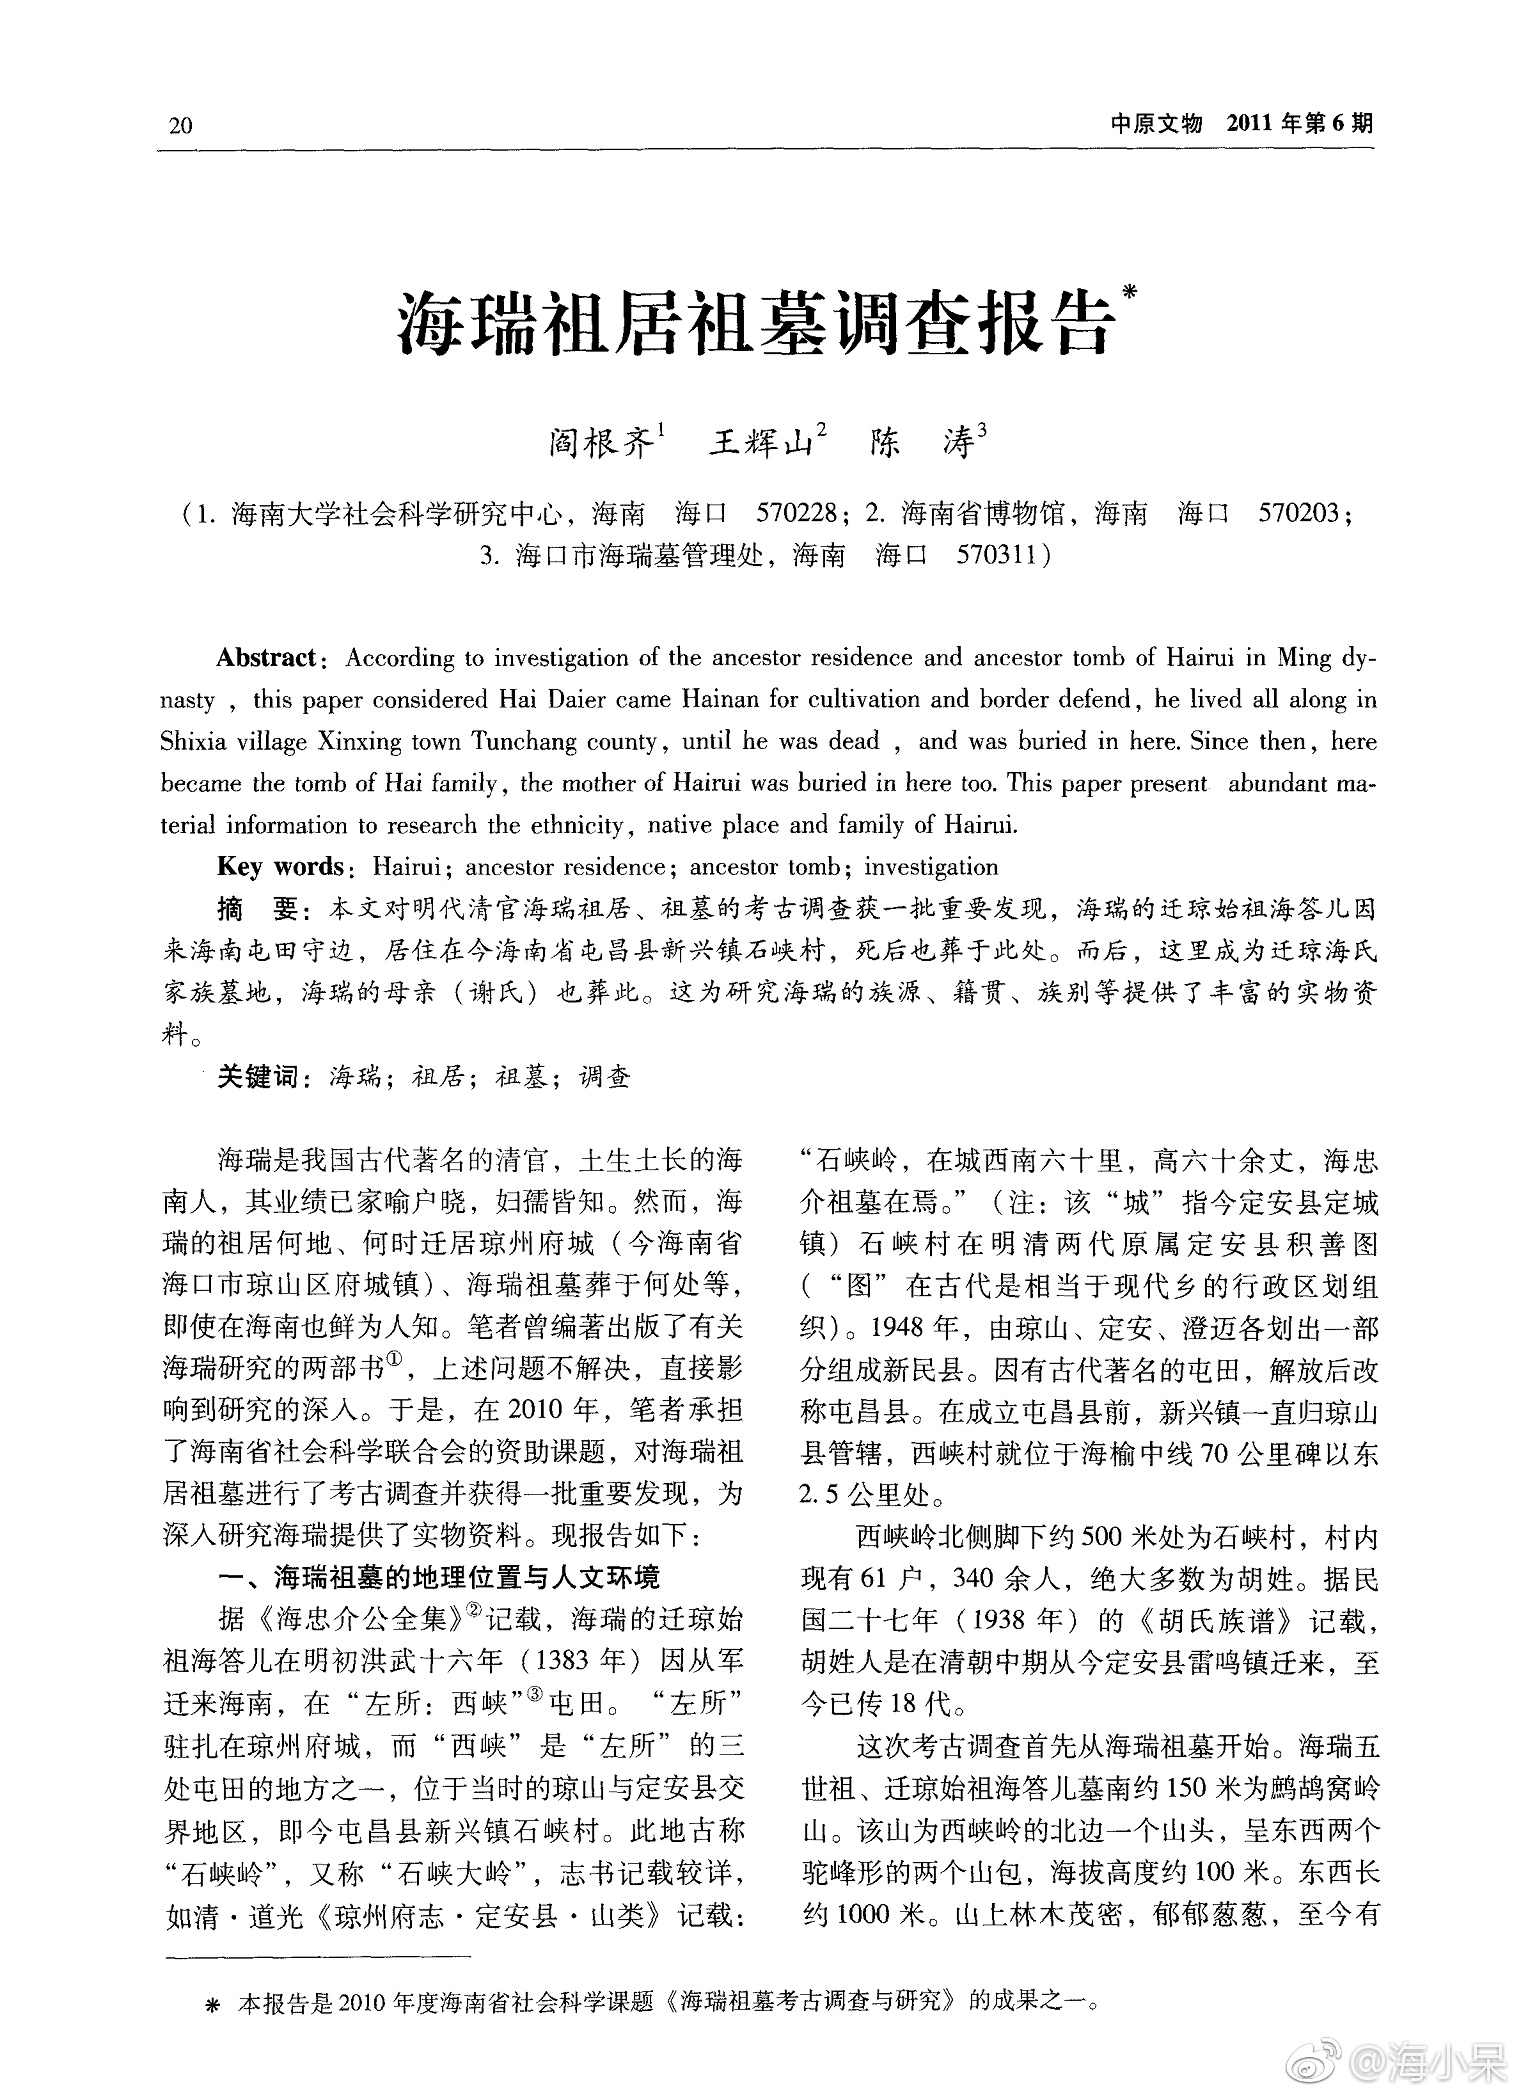 20
中原文物 2011 年第 6 期
海瑞祖居祖墓调查报告*
阎根齐1 王辉山2 陈 涛3
(1. 海南大学社会科学研究中心，海南 海口 570228；2. 海南省博物馆，海南 海口 570203；
3. 海口市海瑞墓管理处，海南 海口 570311)
Abstract: According to investigation of the ancestor residence and ancestor tomb of Hairui in Ming dy-
nasty , this paper considered Hai Daier came Hainan for cultivation and border defend, he lived all along in
Shixia village Xinxing town Tunchang county, until he was dead , and was buried in here. Since then, here
became the tomb of Hai family, the mother of Hairui was buried in here too. This paper present abundant ma-
terial information to research the ethnicity, native place and family of Hairui.
Key words: Hairui; ancestor residence; ancestor tomb; investigation
摘 要：本文对明代清官海瑞祖居、祖墓的考古调查获一批重要发现，海瑞的迁琼始祖海答儿因
来海南屯田守边，居住在今海南省屯昌县新兴镇石峡村，死后也葬于此处。而后，这里成为迁琼海氏
家族墓地，海瑞的母亲（谢氏）也葬此。这为研究海瑞的族源、籍贯、族别等提供了丰富的实物资
料。
关键词：海瑞；祖居；祖墓；调查
海瑞是我国古代著名的清官，土生土长的海
南人，其业绩已家喻户晓，妇孺皆知。然而，海
瑞的祖居何地、何时迁居琼州府城（今海南省
海口市琼山区府城镇）、海瑞祖墓葬于何处等，
即使在海南也鲜为人知。笔者曾编著出版了有关
海瑞研究的两部书①，上述问题不解决，直接影
响到研究的深入。于是，在 2010 年，笔者承担
了海南省社会科学联合会的资助课题，对海瑞祖
居祖墓进行了考古调查并获得一批重要发现，为
深入研究海瑞提供了实物资料。现报告如下：
一、海瑞祖墓的地理位置与人文环境
据《海忠介公全集》②记载，海瑞的迁琼始
祖海答儿在明初洪武十六年（1383 年）因从军
迁来海南，在“左所：西峡”③屯田。“左所”
驻扎在琼州府城，而“西峡”是“左所”的三
处屯田的地方之一，位于当时的琼山与定安县交
界地区，即今屯昌县新兴镇石峡村。此地古称
“石峡岭”，又称“石峡大岭”，志书记载较详，
如清·道光《琼州府志·定安县·山类》记载：
“石峡岭，在城西南六十里，高六十余丈，海忠
介祖墓在焉。”（注：该“城”指今定安县定城
镇）石峡村在明清两代原属定安县积善图
（“图”在古代是相当于现代乡的行政区划组
织）。1948 年，由琼山、定安、澄迈各划出一部
分组成新民县。因有古代著名的屯田，解放后改
称屯昌县。在成立屯昌县前，新兴镇一直归琼山
县管辖，西峡村就位于海榆中线 70 公里碑以东
2.5 公里处。
西峡岭北侧脚下约 500 米处为石峡村，村内
现有 61 户，340 余人，绝大多数为胡姓。据民
国二十七年（1938 年）的《胡氏族谱》记载，
胡姓人是在清朝中期从今定安县雷鸣镇迁来，至
今已传 18 代。
这次考古调查首先从海瑞祖墓开始。海瑞五
世祖、迁琼始祖海答儿墓南约 150 米为鹧鸪窝岭
山。该山为西峡岭的北边一个山头，呈东西两个
驼峰形的两个山包，海拔高度约 100 米。东西长
约 1000 米。山上林木茂密，郁郁葱葱，至今有
* 本报告是 2010 年度海南省社会科学课题《海瑞祖墓考古调查与研究》的成果之一。
@海小呆